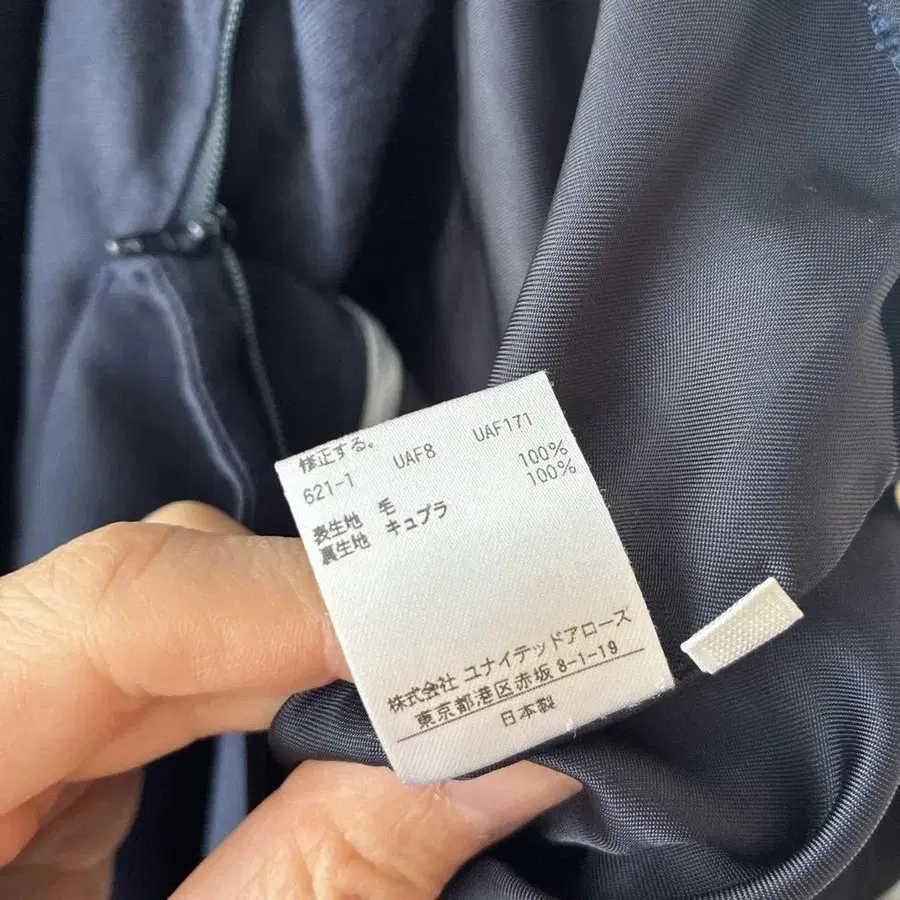 修正する。
621-1 UAF8 UAF171
表生地 毛 100%
裏生地 キュプラ 100%
株式会社 ユナイテッドアローズ
東京都港区赤坂 8-1-19
日本製